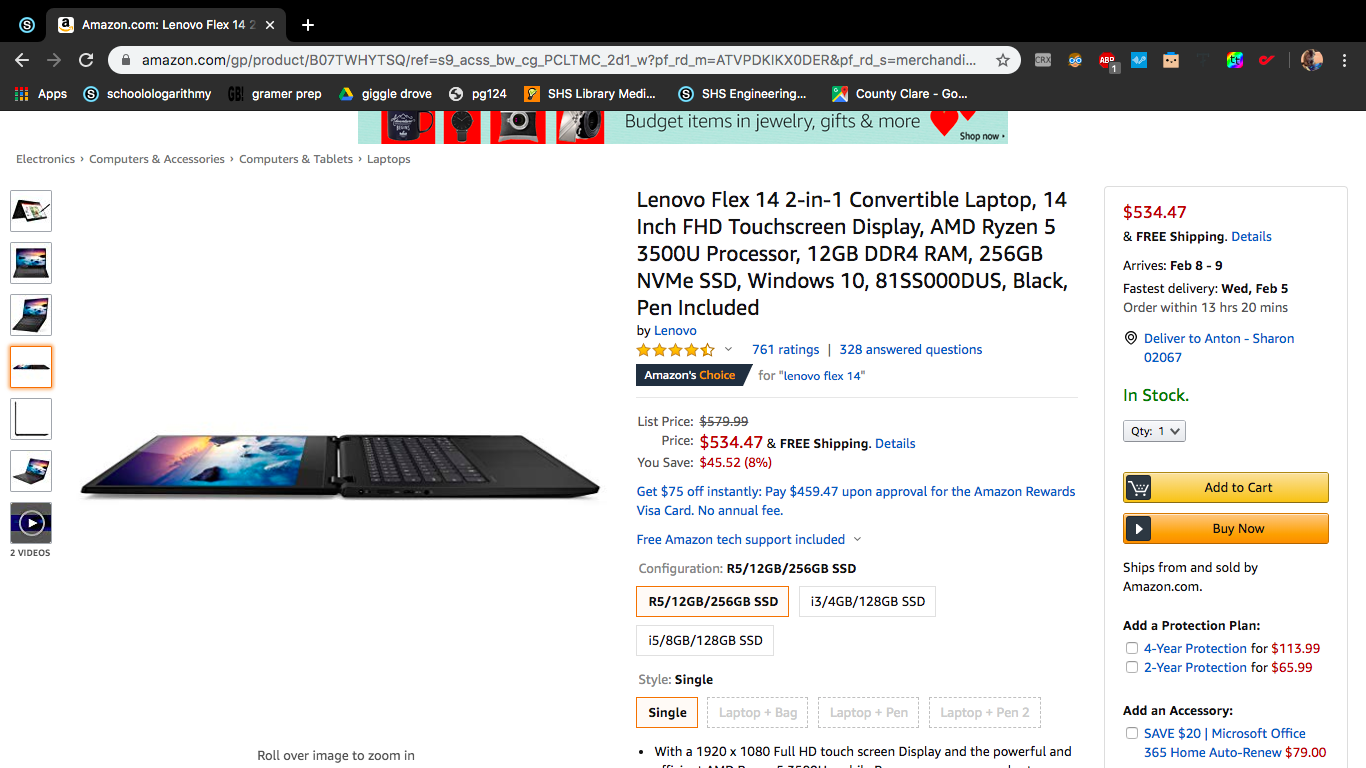 Amazon.com: Lenovo Flex 14 2
amazon.com/gp/product/B07TWHYTSQ/ref=s9_acss_bw_cg_PCLTMC_2d1_w?pf_rd_m=ATVPDKIKX0DER&pf_rd_s=merchandi...
CRX
ABP
1
Apps
schoolologarithmy
GB!
gramer prep
giggle drove
pg124
SHS Library Medi...
SHS Engineering...
County Clare - Go...
Budget items in jewelry, gifts & more
Shop now ›
Electronics › Computers & Accessories › Computers & Tablets › Laptops
Lenovo Flex 14 2-in-1 Convertible Laptop, 14
Inch FHD Touchscreen Display, AMD Ryzen 5
3500U Processor, 12GB DDR4 RAM, 256GB
NVMe SSD, Windows 10, 81SS000DUS, Black,
Pen Included
by Lenovo
761 ratings | 328 answered questions
Amazon's Choice for "lenovo flex 14"
List Price: $579.99
Price: $534.47 & FREE Shipping. Details
You Save: $45.52 (8%)
Get $75 off instantly: Pay $459.47 upon approval for the Amazon Rewards
Visa Card. No annual fee.
Free Amazon tech support included
Configuration: R5/12GB/256GB SSD
R5/12GB/256GB SSD
i3/4GB/128GB SSD
i5/8GB/128GB SSD
Style: Single
Single
Laptop + Bag
Laptop + Pen
Laptop + Pen 2
• With a 1920 x 1080 Full HD touch screen Display and the powerful and
2 VIDEOS
Roll over image to zoom in
$534.47
& FREE Shipping. Details
Arrives: Feb 8 - 9
Fastest delivery: Wed, Feb 5
Order within 13 hrs 20 mins
Deliver to Anton - Sharon
02067
In Stock.
Qty: 1
Add to Cart
Buy Now
Ships from and sold by
Amazon.com.
Add a Protection Plan:
4-Year Protection for $113.99
2-Year Protection for $65.99
Add an Accessory:
SAVE $20 | Microsoft Office
365 Home Auto-Renew $79.00